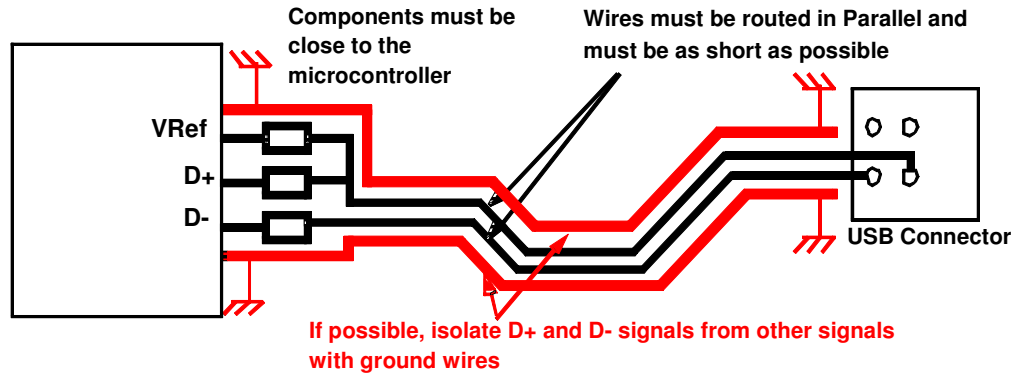 Components must be
close to the
microcontroller
Wires must be routed in Parallel and
must be as short as possible
VRef
D+
D-
USB Connector
If possible, isolate D+ and D- signals from other signals
with ground wires